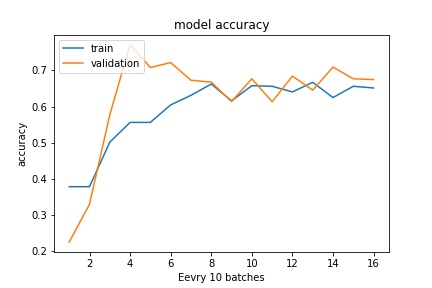 model accuracy
train
validation
accuracy
0.7
0.6
0.5
0.4
0.3
0.2
2 4 6 8 10 12 14 16
Eevry 10 batches